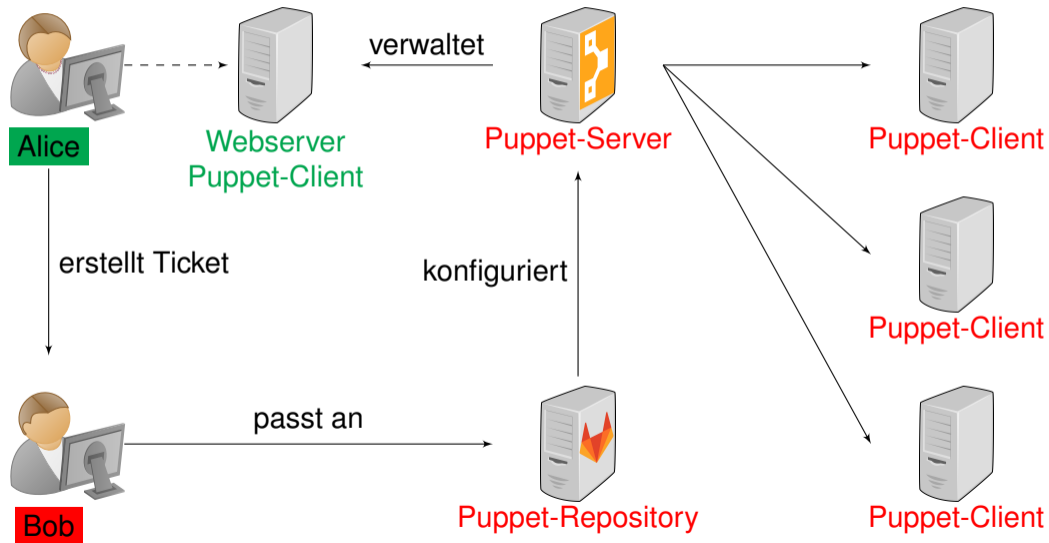 verwaltet
Alice
Webserver
Puppet-Client
Puppet-Server
Puppet-Client
erstellt Ticket
konfiguriert
Puppet-Client
passt an
Bob
Puppet-Repository
Puppet-Client